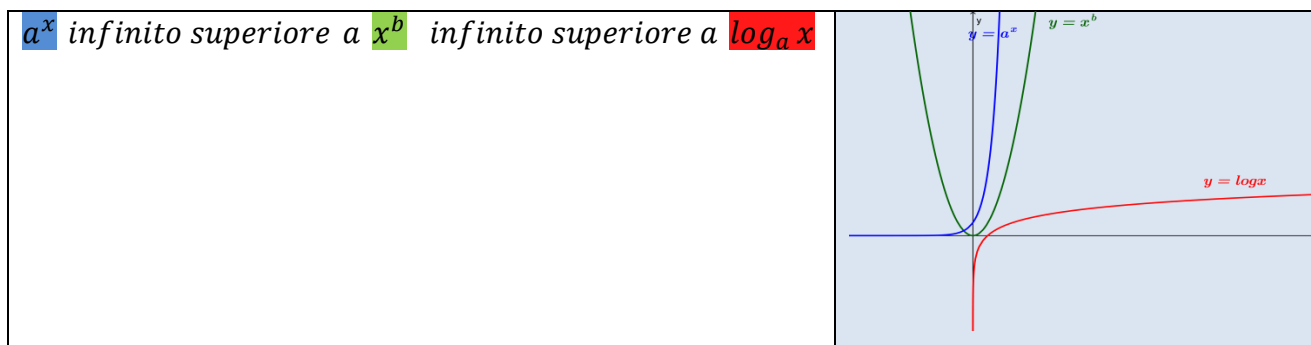 a^x infinito superiore a x^b infinito superiore a log_a x
y
y = x^b
y = a^x
y = logx